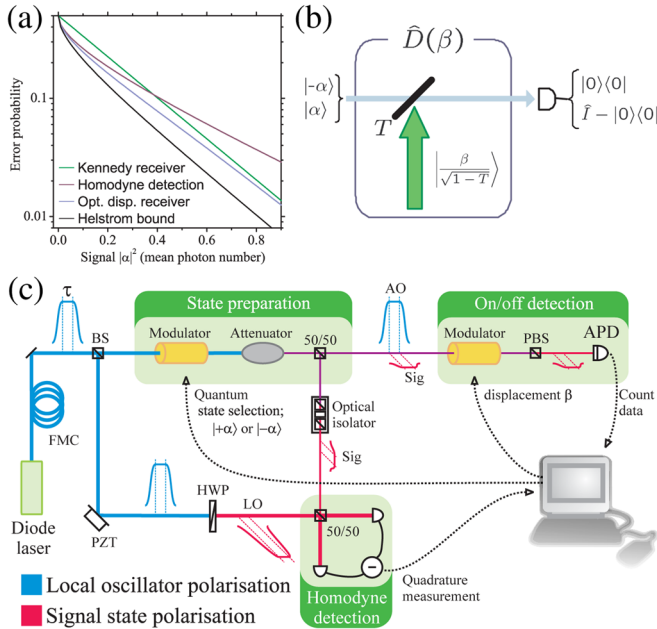 (a)
Error probability
0.1
0.01
Kennedy receiver
Homodyne detection
Opt. disp. receiver
Helstrom bound
0.0 0.2 0.4 0.6 0.8
Signal |α|² (mean photon number)
(b)
D̂(β)
|-α⟩
|α⟩
T
|β/√1-T⟩
|0⟩⟨0|
Î - |0⟩⟨0|
(c)
τ
State preparation
AO
On/off detection
BS
Modulator
Attenuator
50/50
Modulator
PBS
APD
Sig
FMC
Quantum
state selection;
|+α⟩ or |-α⟩
Optical
isolator
displacement β
Count
data
Sig
Diode
laser
PZT
HWP
LO
50/50
Quadrature
measurement
Homodyne
detection
Local oscillator polarisation
Signal state polarisation